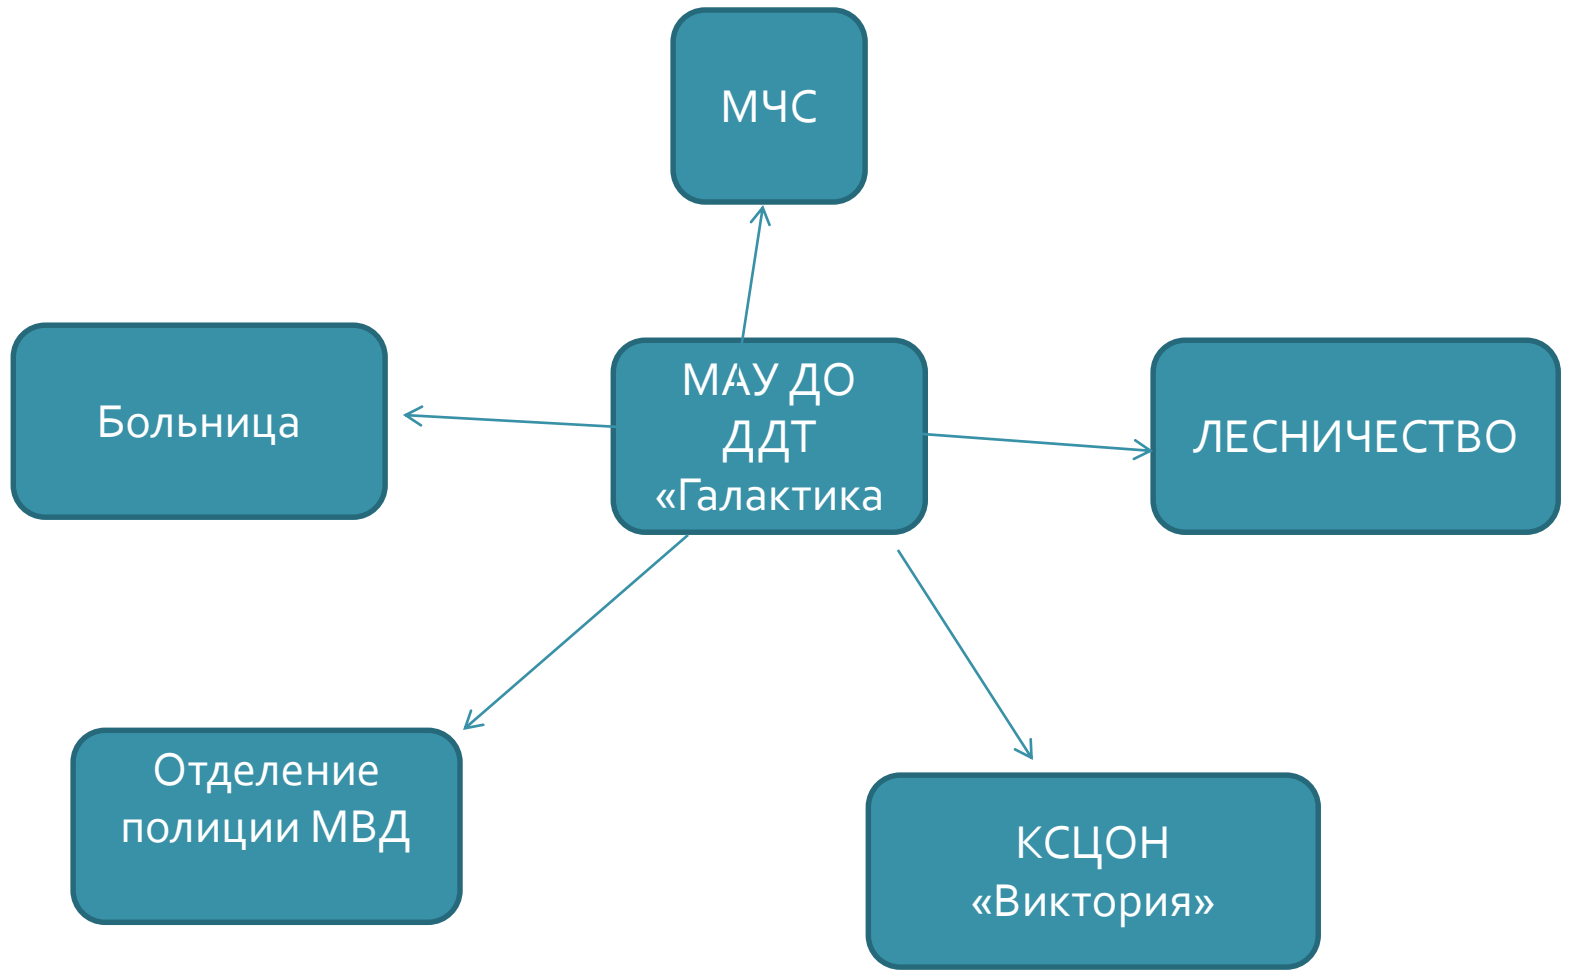 МЧС
Больница
МАУ ДО
ДДТ
«Галактика
ЛЕСНИЧЕСТВО
Отделение
полиции МВД
КСЦОН
«Виктория»